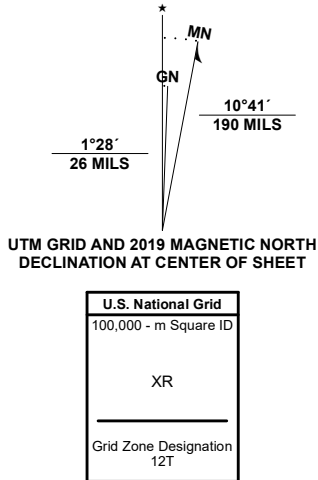 ★
MN
GN
10°41´
190 MILS
1°28´
26 MILS
UTM GRID AND 2019 MAGNETIC NORTH
DECLINATION AT CENTER OF SHEET
U.S. National Grid
100,000 - m Square ID
XR
Grid Zone Designation
12T